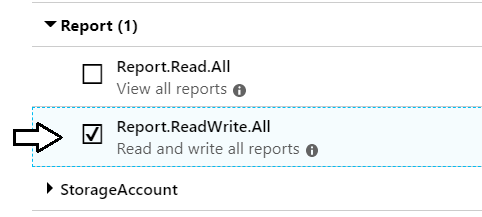 Report (1)
Report.Read.All
View all reports
Report.ReadWrite.All
Read and write all reports
StorageAccount